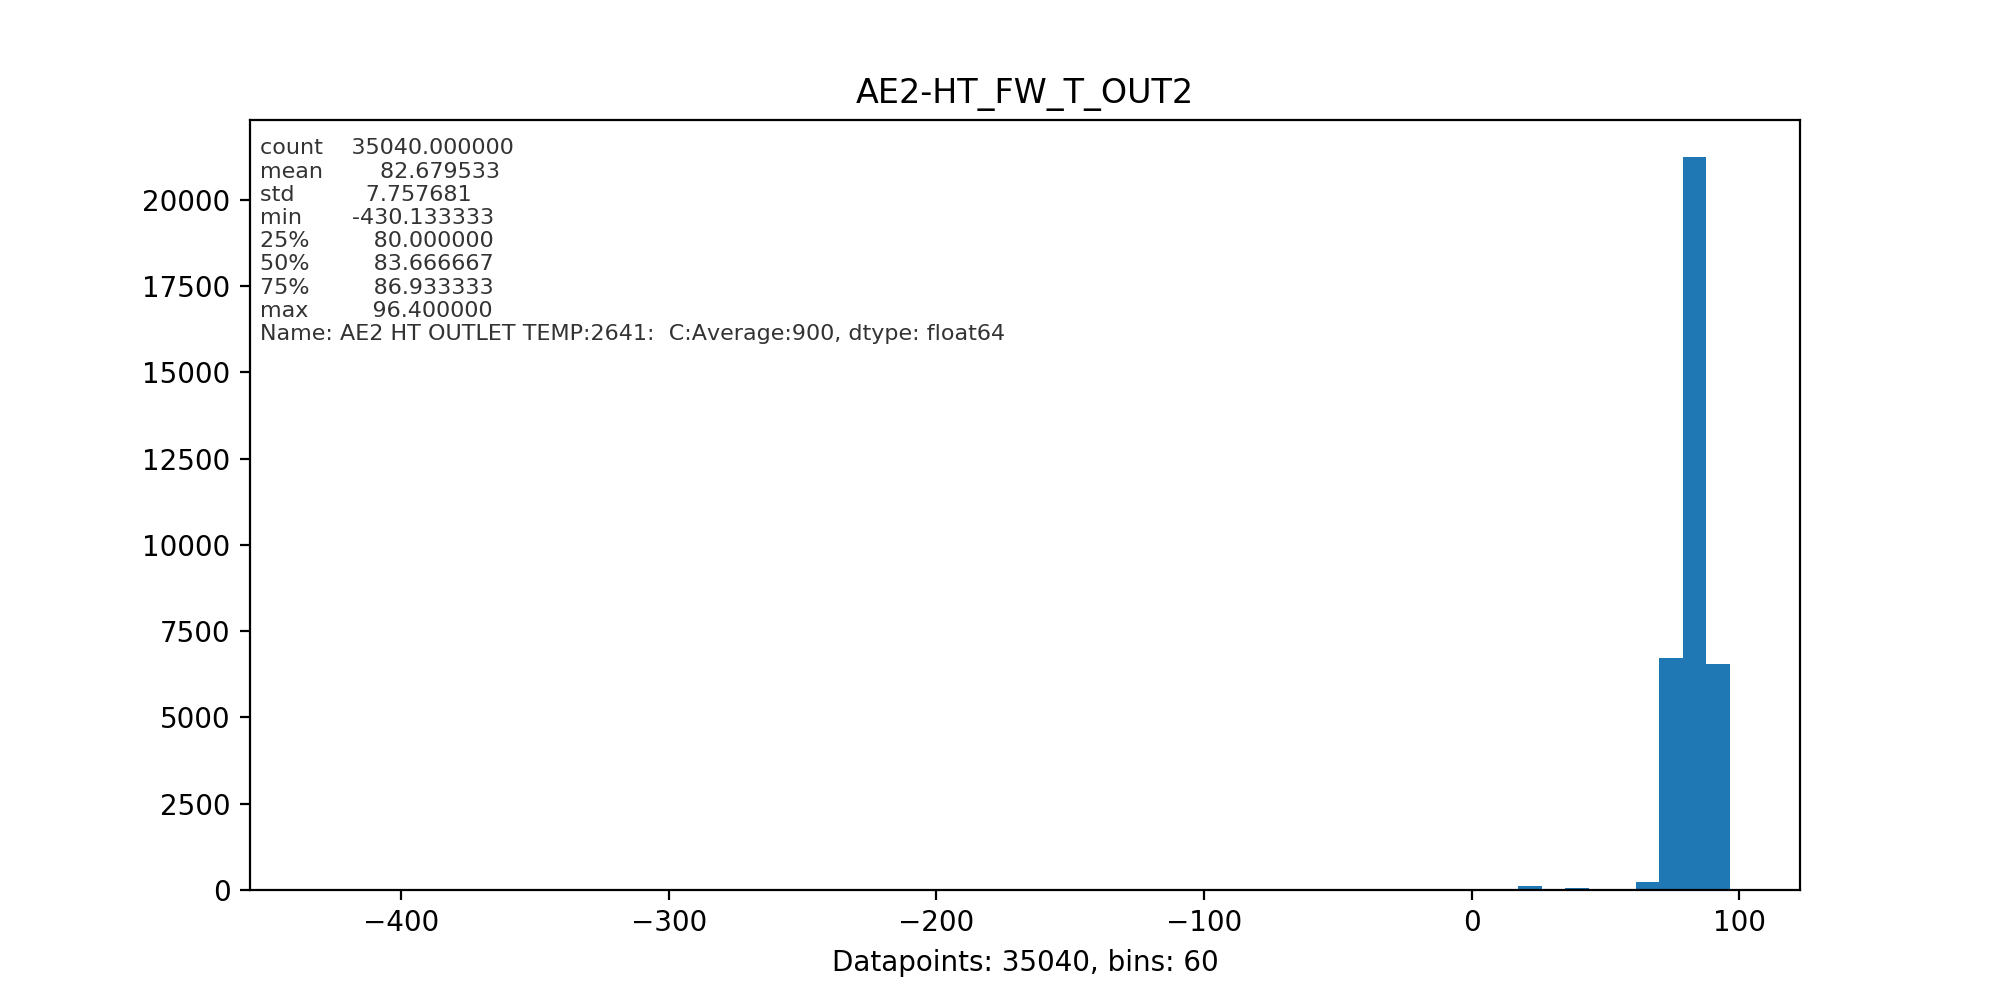 AE2-HT_FW_T_OUT2
count 35040.000000
mean 82.679533
std 7.757681
min -430.133333
25% 80.000000
50% 83.666667
75% 86.933333
max 96.400000
Name: AE2 HT OUTLET TEMP:2641:  C:Average:900, dtype: float64
20000
17500
15000
12500
10000
7500
5000
2500
0
−400 −300 −200 −100 0 100
Datapoints: 35040, bins: 60